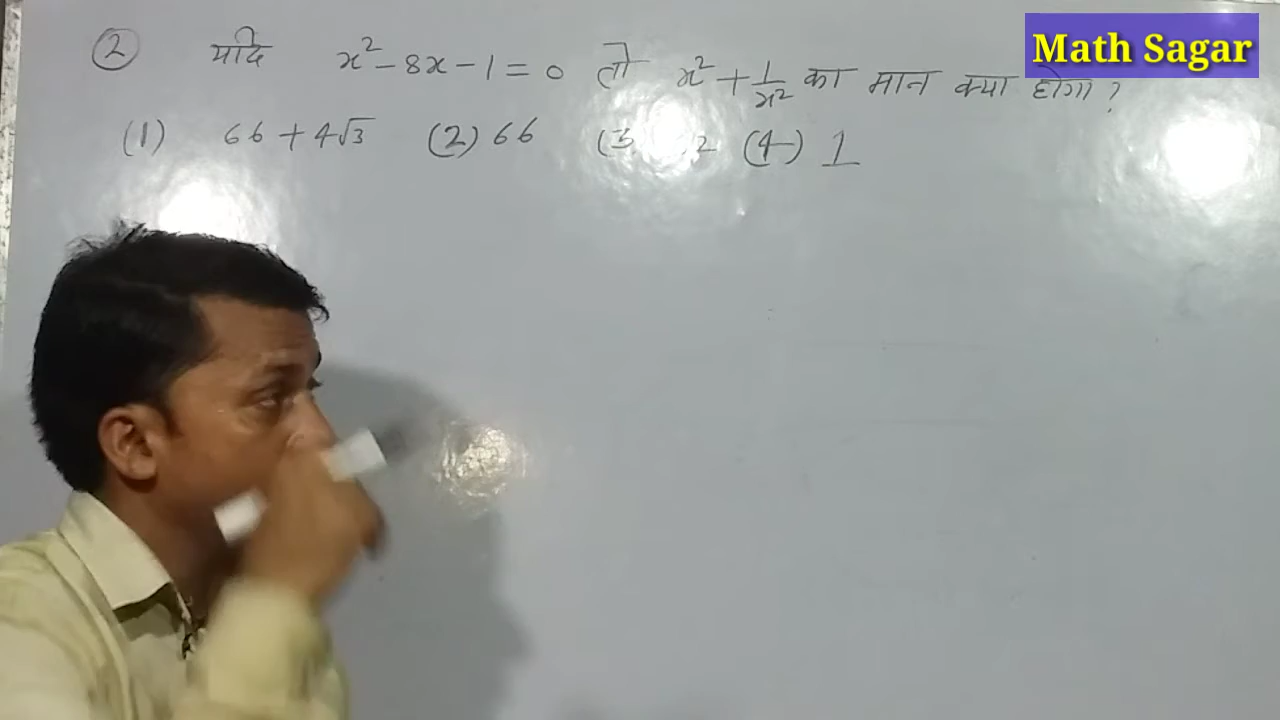 Math Sagar
② यदि x² - 8x - 1 = 0 तो x² + 1/x² का मान क्या होगा ?
(1) 66 + 4√3 (2) 66 (3 2 (4) 1